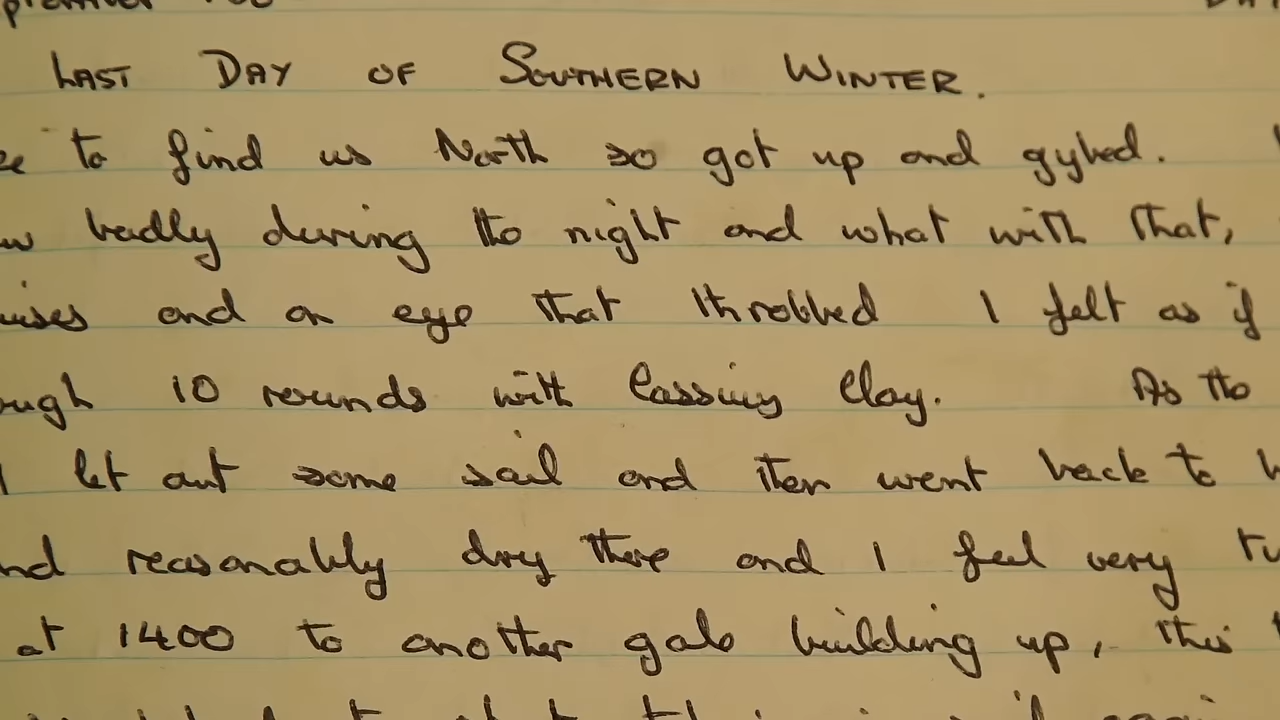 LAST DAY OF SOUTHERN WINTER.
to find us North so got up and gybed.
badly during the night and what with that,
and an eye that throbbed I felt as if
10 rounds with Cassius Clay. As the
I let out some sail and then went back to
reasonably dry there and I feel very
at 1400 to another gale building up, this